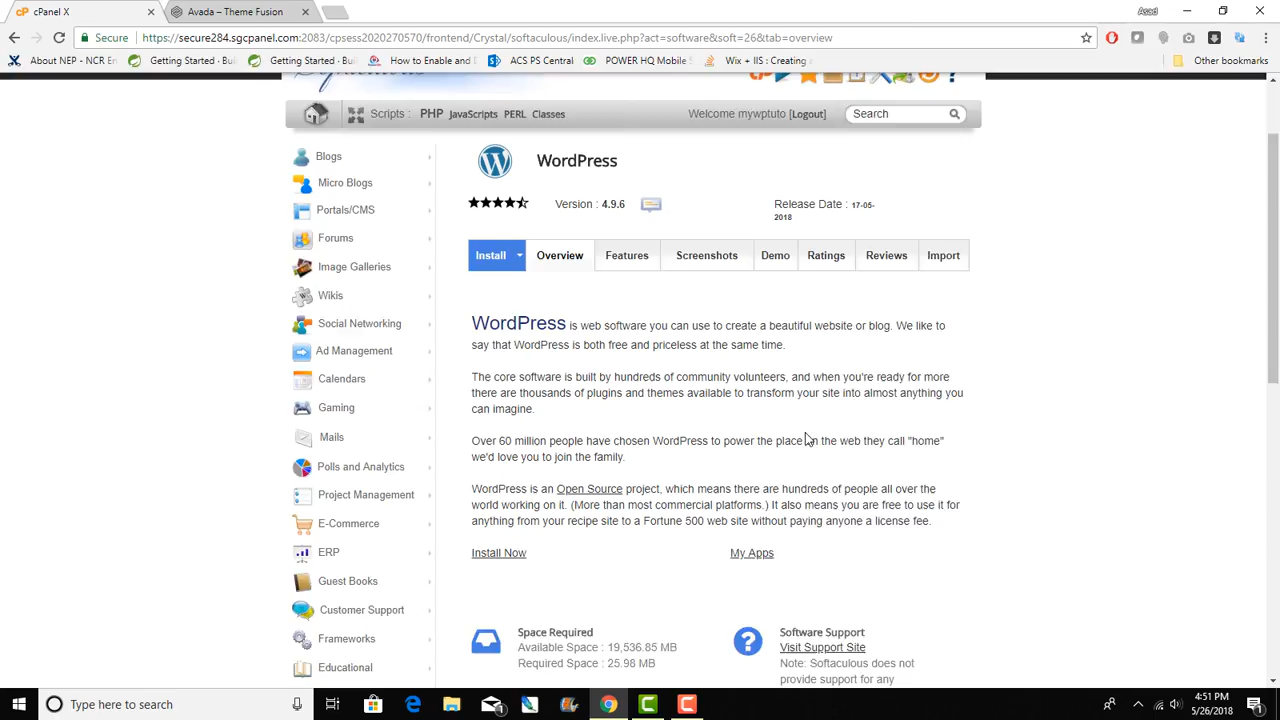 cPanel X
Avada – Theme Fusion
Asad
Secure
https://secure284.sgcpanel.com:2083/cpsess2020270570/frontend/Crystal/softaculous/index.live.php?act=software&soft=26&tab=overview
About NEP - NCR En
Getting Started · Bui
Getting Started · Buil
How to Enable and D
ACS PS Central
POWER HQ Mobile S
Wix + IIS : Creating a
Other bookmarks
Scripts :
PHP
JavaScripts
PERL
Classes
Welcome mywptuto [Logout]
Search
Blogs
Micro Blogs
Portals/CMS
Forums
Image Galleries
Wikis
Social Networking
Ad Management
Calendars
Gaming
Mails
Polls and Analytics
Project Management
E-Commerce
ERP
Guest Books
Customer Support
Frameworks
Educational
WordPress
Version : 4.9.6
Release Date : 17-05-
2018
Install
Overview
Features
Screenshots
Demo
Ratings
Reviews
Import
WordPress is web software you can use to create a beautiful website or blog. We like to
say that WordPress is both free and priceless at the same time.
The core software is built by hundreds of community volunteers, and when you're ready for more
there are thousands of plugins and themes available to transform your site into almost anything you
can imagine.
Over 60 million people have chosen WordPress to power the place on the web they call "home"
we'd love you to join the family.
WordPress is an Open Source project, which means there are hundreds of people all over the
world working on it. (More than most commercial platforms.) It also means you are free to use it for
anything from your recipe site to a Fortune 500 web site without paying anyone a license fee.
Install Now
My Apps
Space Required
Available Space : 19,536.85 MB
Required Space : 25.98 MB
Software Support
Visit Support Site
Note: Softaculous does not
provide support for any
Type here to search
4:51 PM
5/26/2018